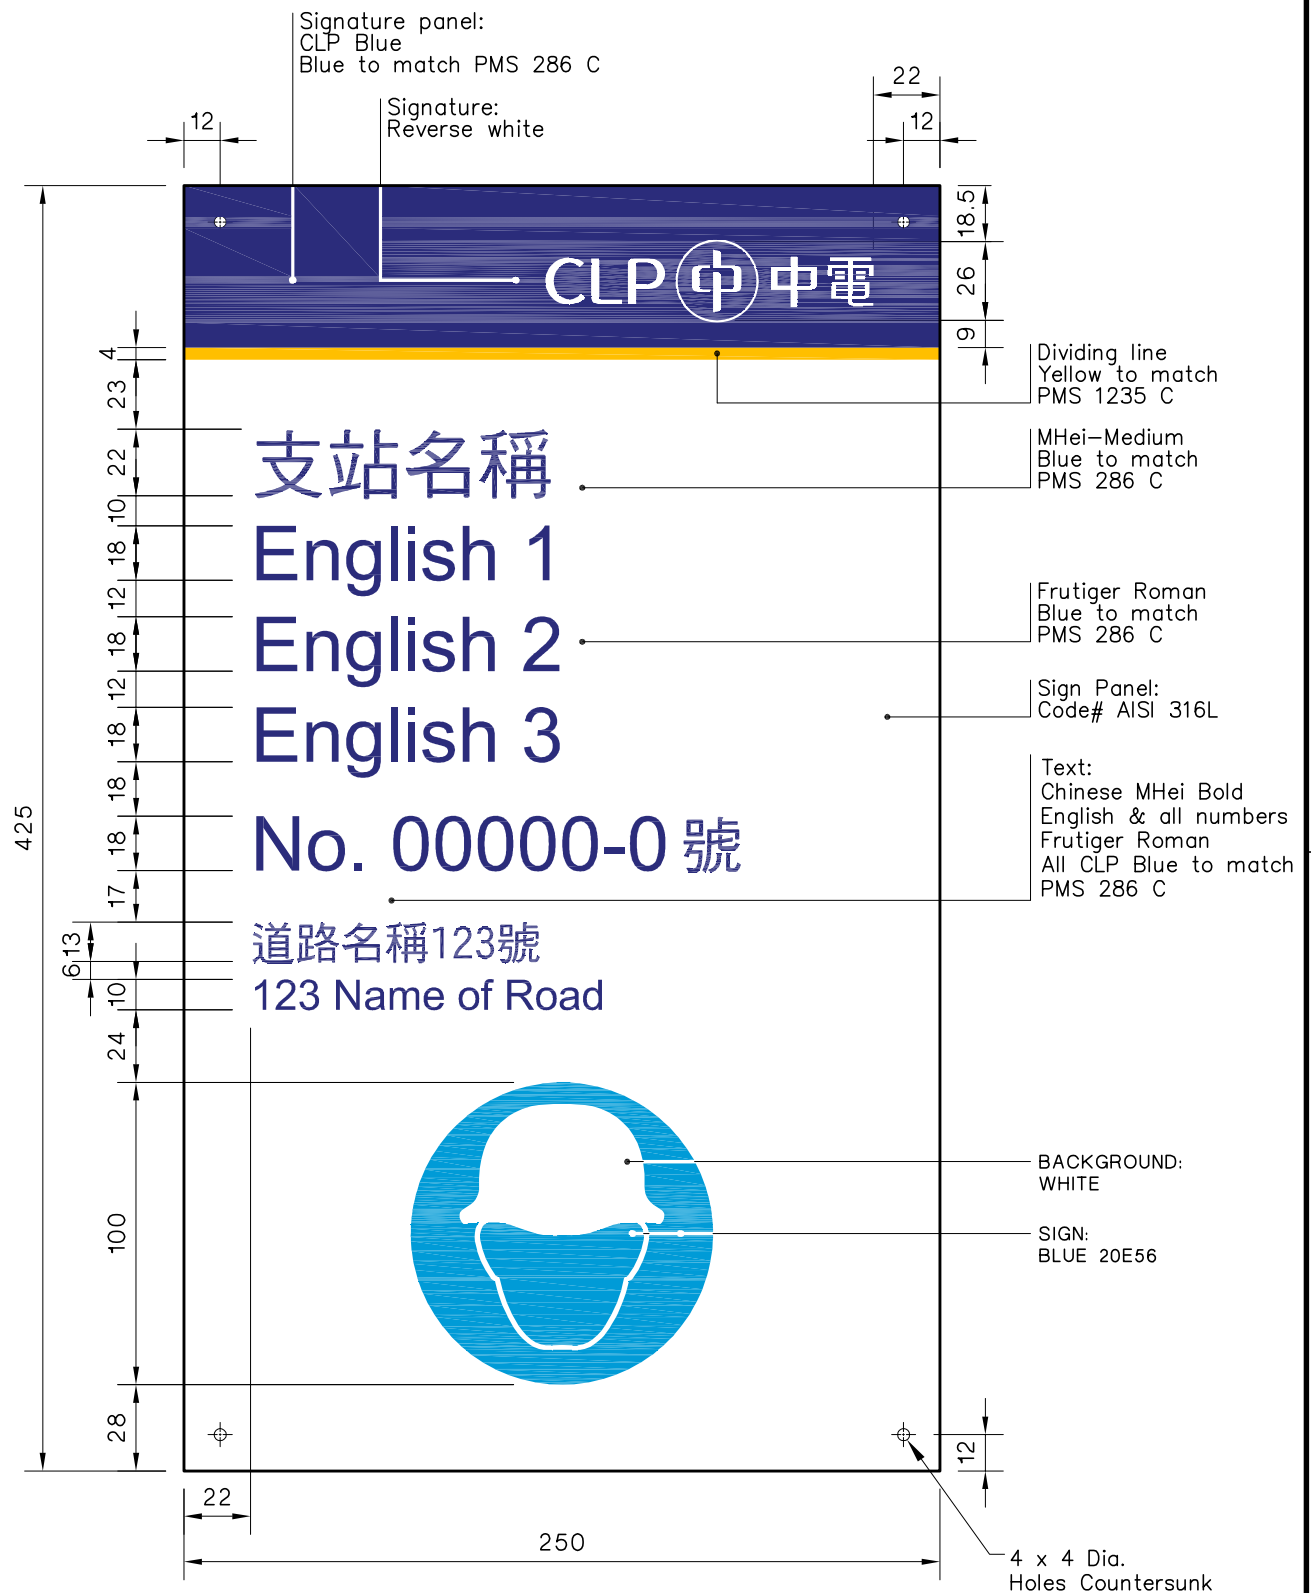 Signature panel:
CLP Blue
Blue to match PMS 286 C
Signature:
Reverse white
22
12
12
18.5
26
9
CLP 中 中電
4
23
22
10
18
12
18
12
18
18
18
17
13
6
10
24
100
28
425
Dividing line
Yellow to match
PMS 1235 C
支站名稱
MHei-Medium
Blue to match
PMS 286 C
English 1
English 2
English 3
Frutiger Roman
Blue to match
PMS 286 C
Sign Panel:
Code# AISI 316L
No. 00000-0 號
Text:
Chinese MHei Bold
English & all numbers
Frutiger Roman
All CLP Blue to match
PMS 286 C
道路名稱123號
123 Name of Road
BACKGROUND:
WHITE
SIGN:
BLUE 20E56
12
22
250
4 x 4 Dia.
Holes Countersunk